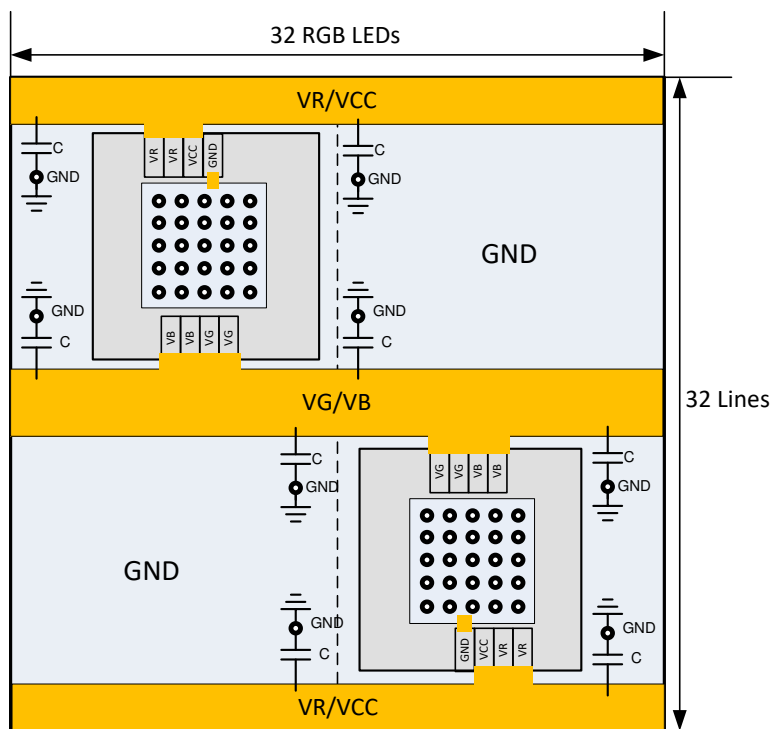 32 RGB LEDs
VR/VCC
C
GND
VR
VR
VCC
GND
C
GND
GND
GND
C
VB
VB
VG
VG
GND
C
VG/VB
32 Lines
C
GND
VG
VG
VB
VB
C
GND
GND
GND
C
GND
VCC
VR
VR
GND
C
VR/VCC